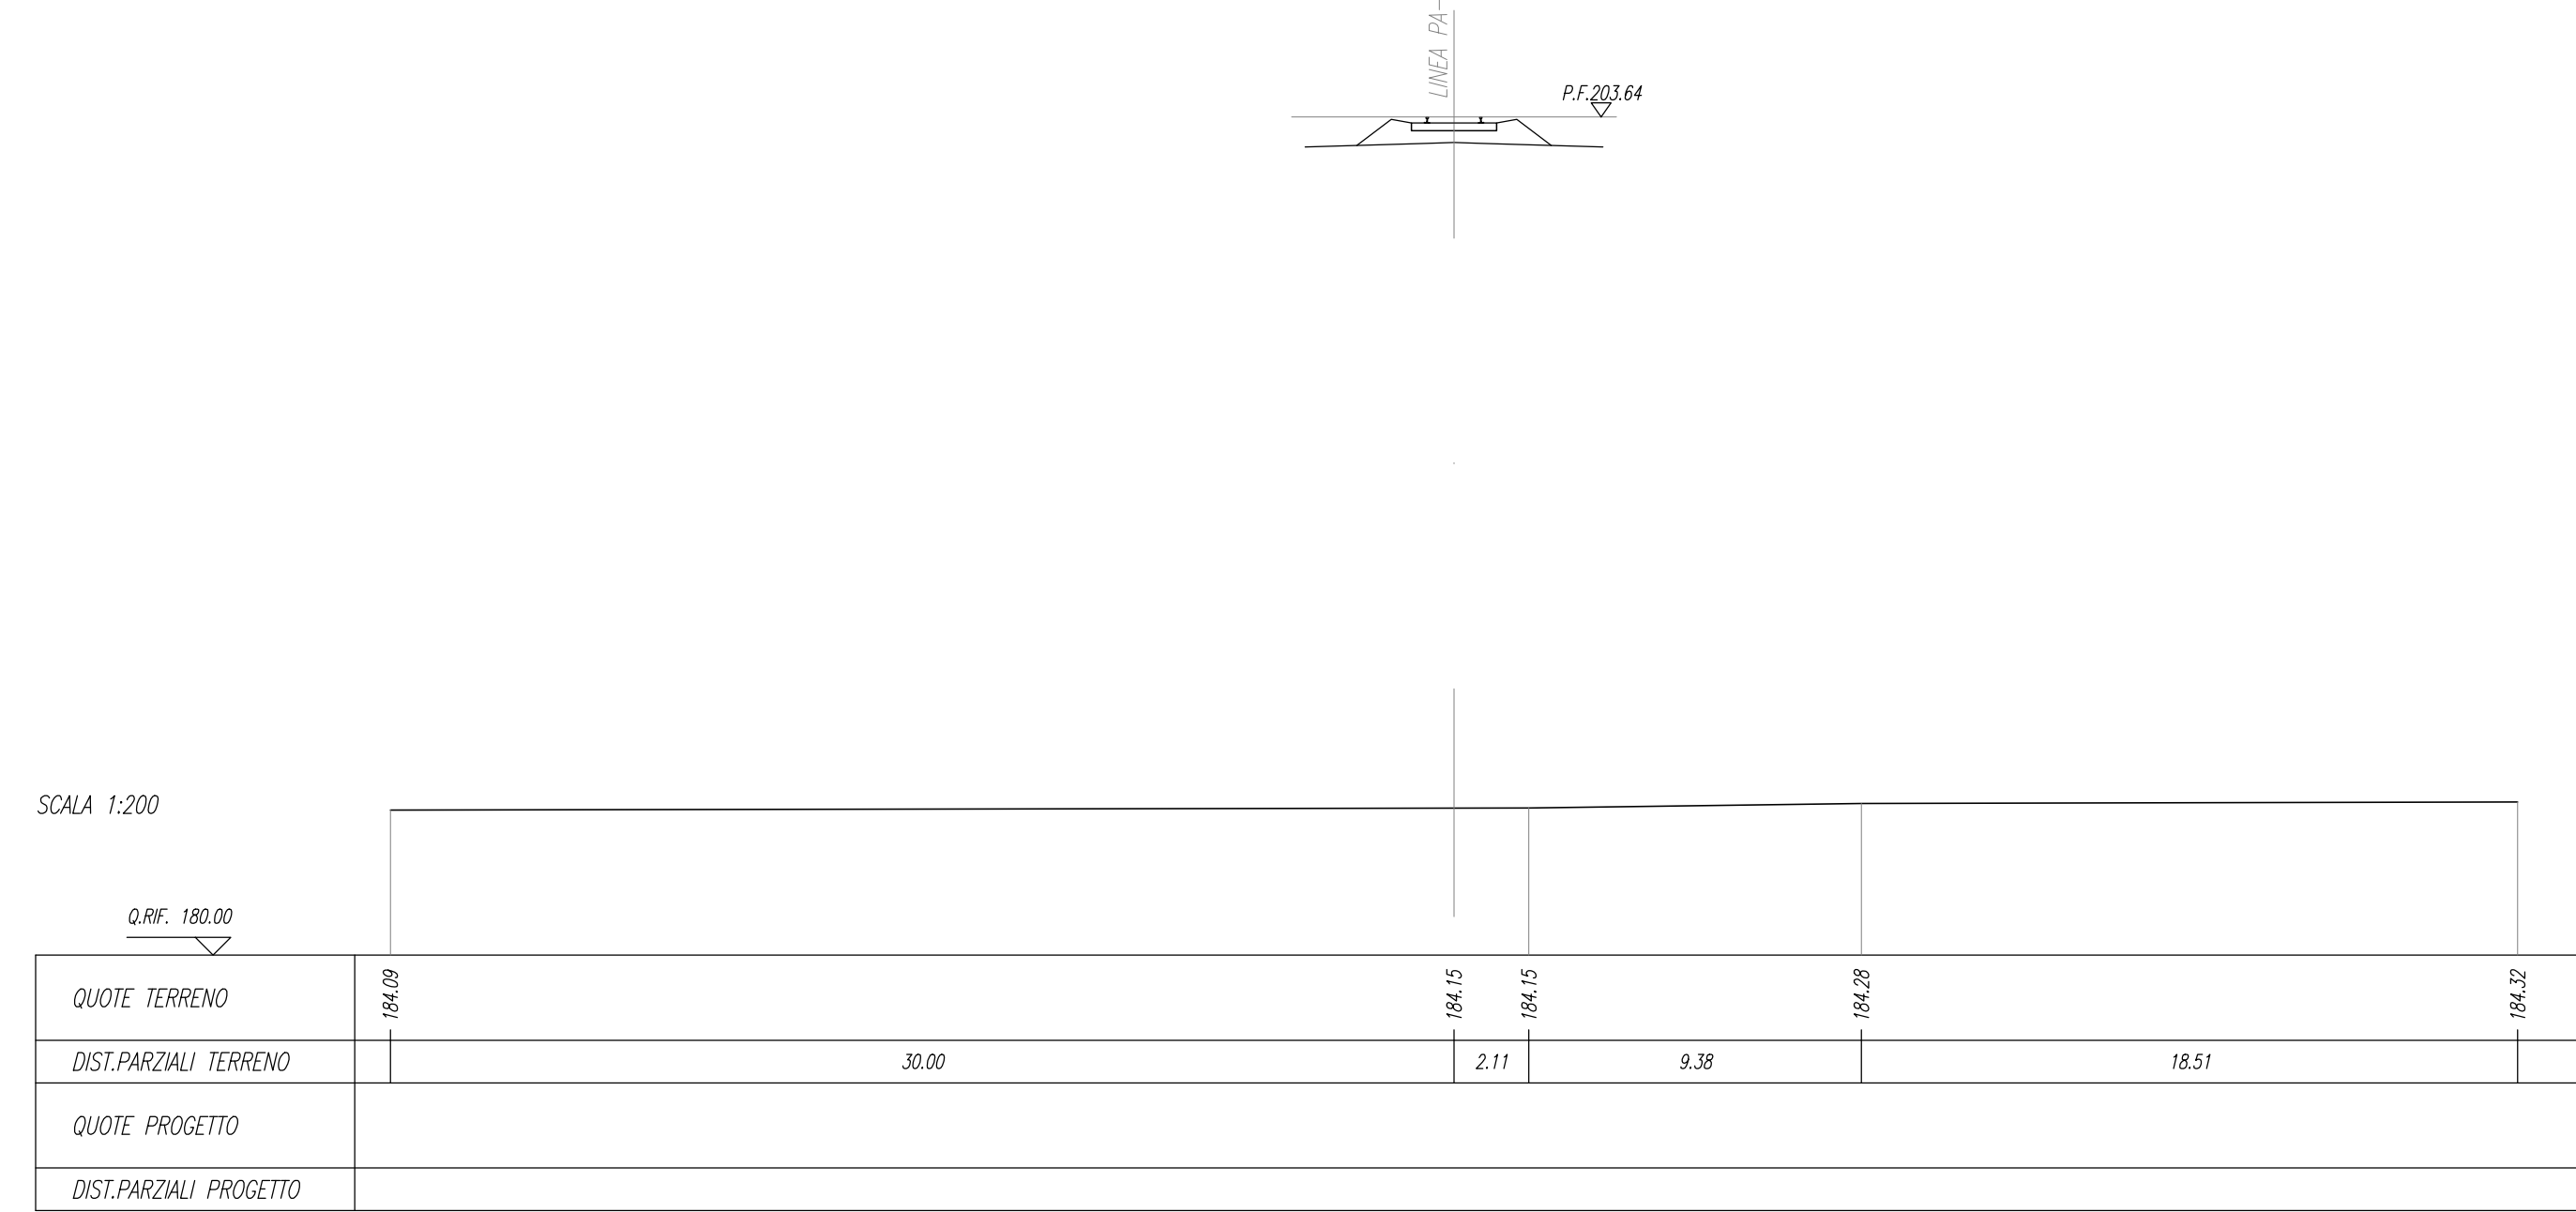 LINEA PA-
P.F.203.64
SCALA 1:200
Q.RIF. 180.00
QUOTE TERRENO 184.09 184.15 184.15 184.28 184.32
DIST.PARZIALI TERRENO 30.00 2.11 9.38 18.51
QUOTE PROGETTO
DIST.PARZIALI PROGETTO